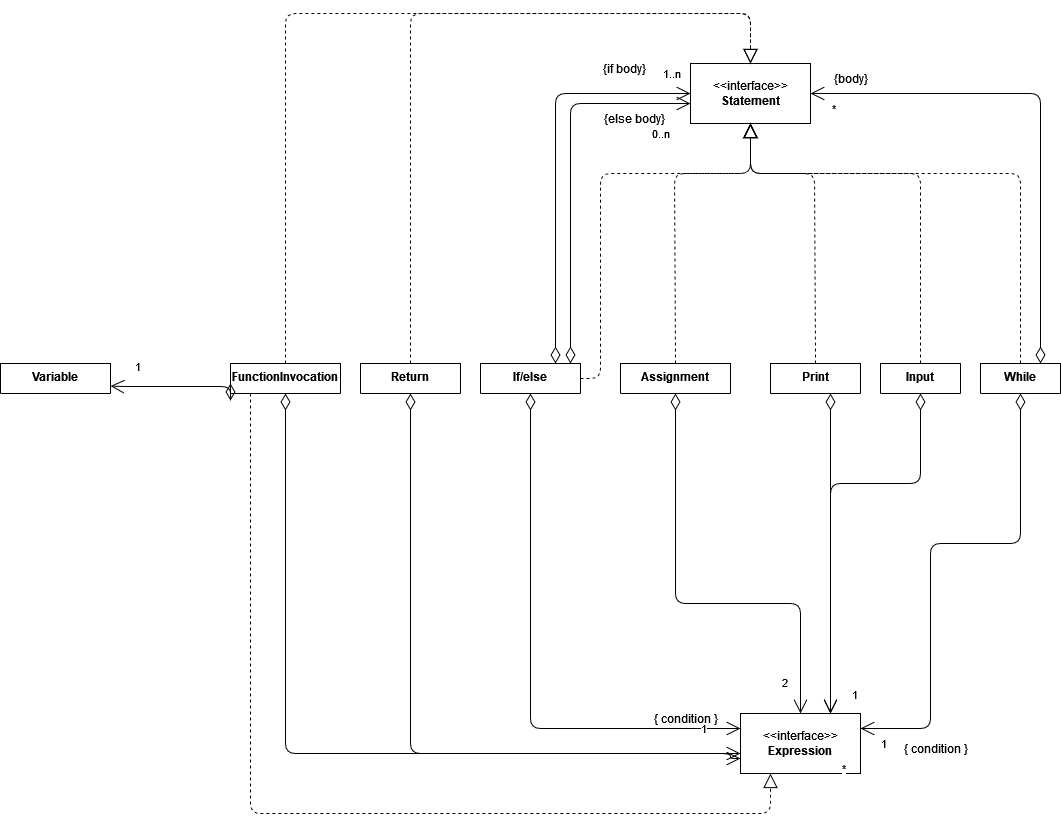 {if body}
1..n
<<interface>>
Statement
{body}
*
{else body}
0..n
1
Variable
FunctionInvocation
Return
If/else
Assignment
Print
Input
While
2
1
{ condition }
1
<<interface>>
Expression
1
{ condition }
*